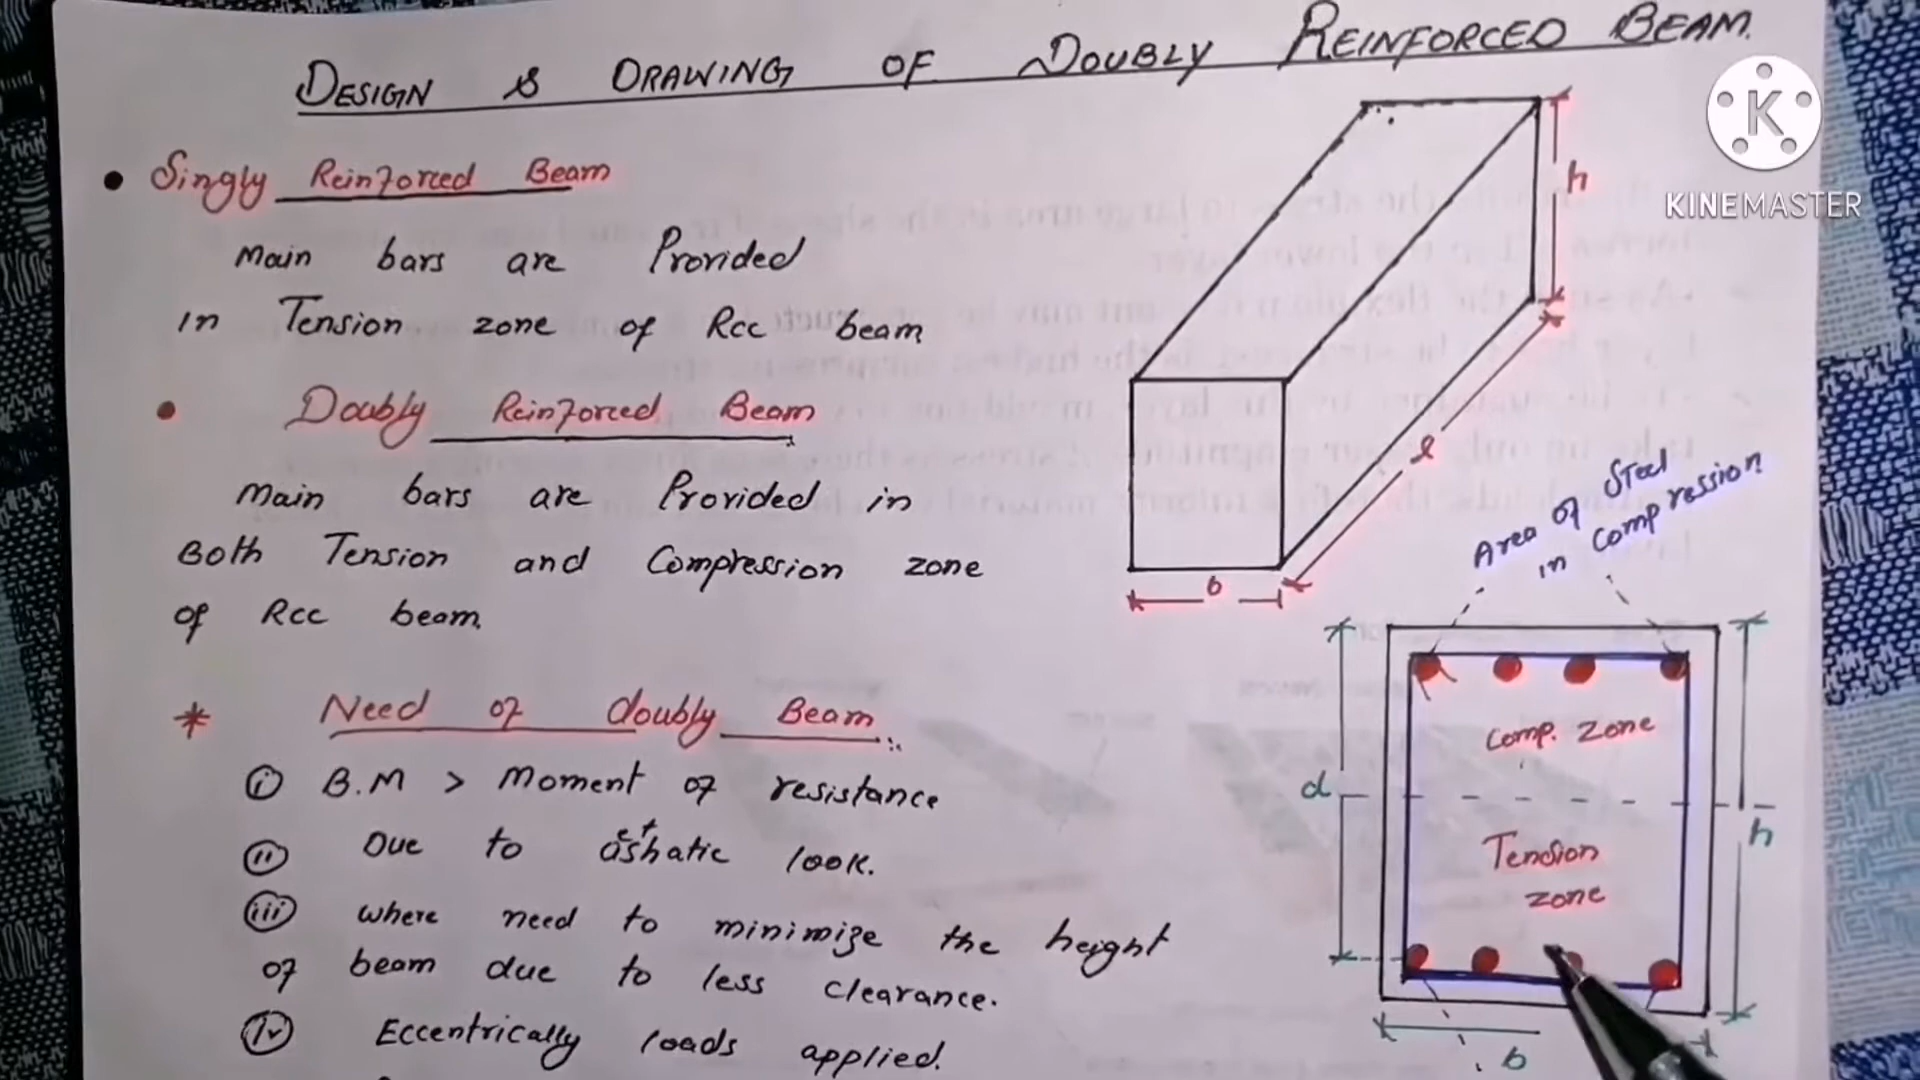 DESIGN & DRAWING OF DOUBLY REINFORCED BEAM.
K
KINEMASTER
• Singly Reinforced Beam
Main bars are Provided
in Tension zone of Rcc beam
• Doubly Reinforced Beam
Main bars are Provided in
Both Tension and Compression zone
of Rcc beam.
* Need of doubly Beam
(i) B.M > Moment of resistance
(ii) Due to asthatic look.
(iii) where need to minimize the height
of beam due to less clearance.
(iv) Eccentrically loads applied.
h
l
b
Area of Steel
in Compression
Comp. Zone
d
h
Tension
zone
b